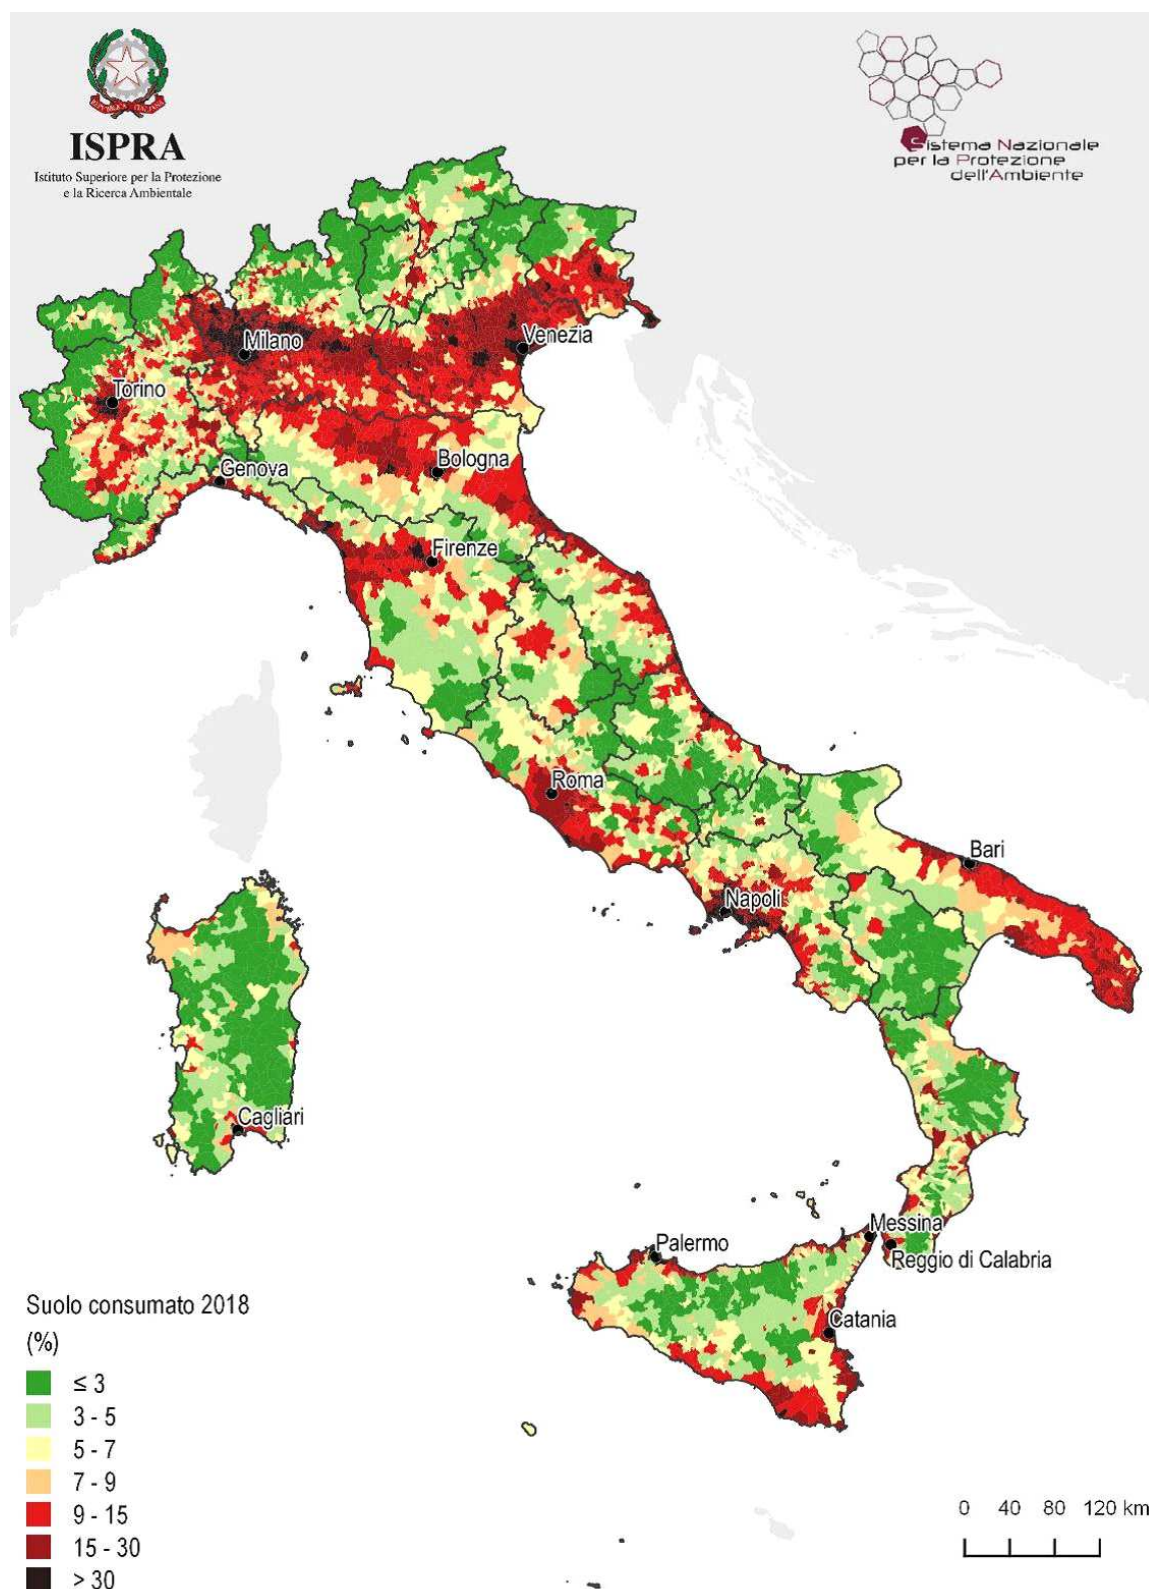 ISPRA
Istituto Superiore per la Protezione
e la Ricerca Ambientale
Sistema Nazionale
per la Protezione
dell'Ambiente
Milano
Venezia
Torino
Genova
Bologna
Firenze
Roma
Bari
Napoli
Cagliari
Messina
Palermo
Reggio di Calabria
Catania
Suolo consumato 2018
(%)
≤ 3
3 - 5
5 - 7
7 - 9
9 - 15
15 - 30
> 30
0 40 80 120 km